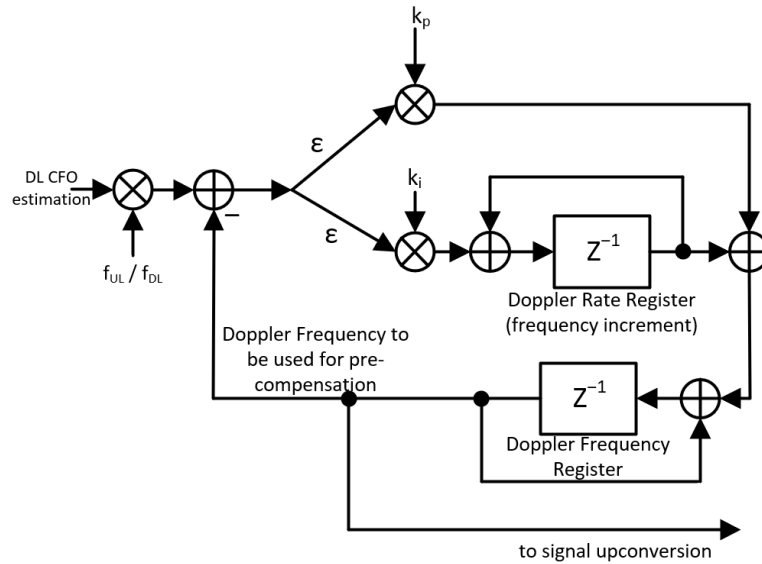 kp
ε
DL CFO
estimation
ki
−
ε
Z−1
fUL / fDL
Doppler Rate Register
(frequency increment)
Doppler Frequency to
be used for pre-
compensation
Z−1
Doppler Frequency
Register
to signal upconversion